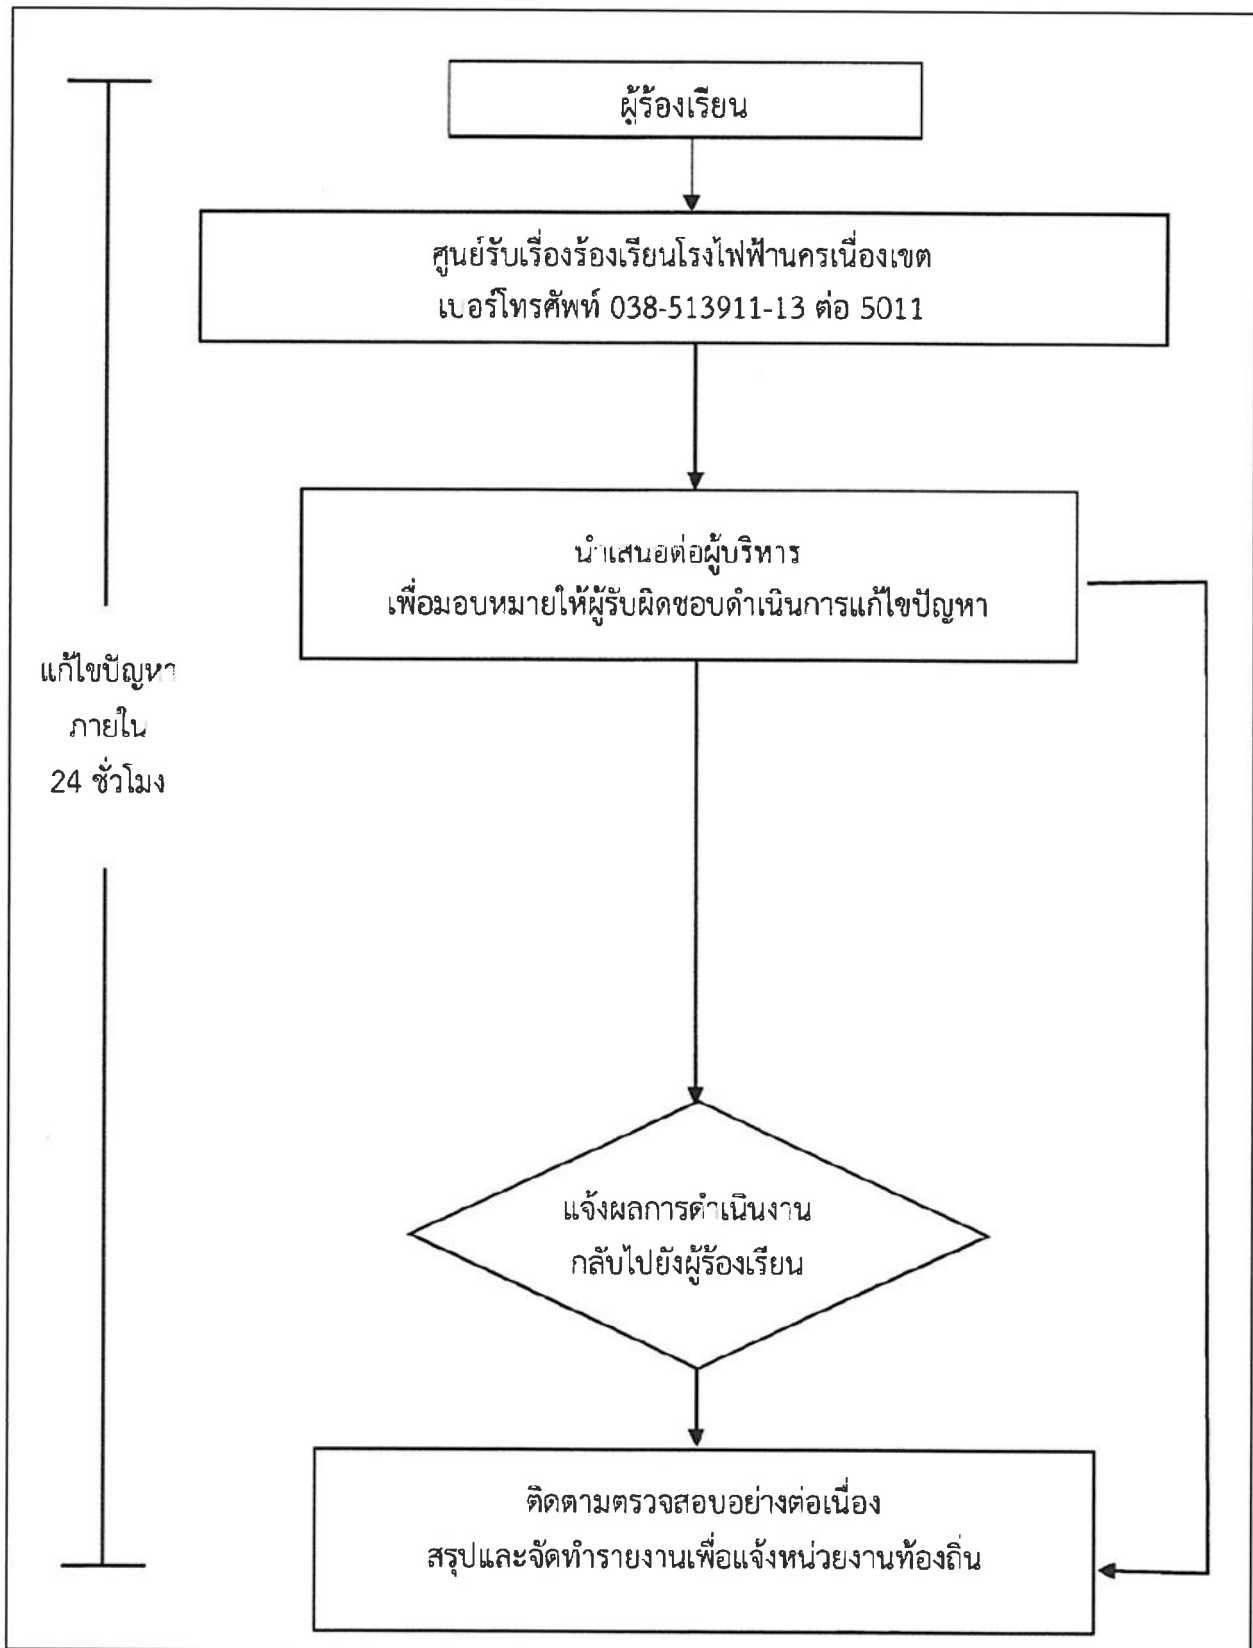 ผู้ร้องเรียน
ศูนย์รับเรื่องร้องเรียนโรงไฟฟ้านครเนื่องเขต
เบอร์โทรศัพท์ 038-513911-13 ต่อ 5011
นำเสนอต่อผู้บริหาร
เพื่อมอบหมายให้ผู้รับผิดชอบดำเนินการแก้ไขปัญหา
แก้ไขปัญหา
ภายใน
24 ชั่วโมง
แจ้งผลการดำเนินงาน
กลับไปยังผู้ร้องเรียน
ติดตามตรวจสอบอย่างต่อเนื่อง
สรุปและจัดทำรายงานเพื่อแจ้งหน่วยงานท้องถิ่น